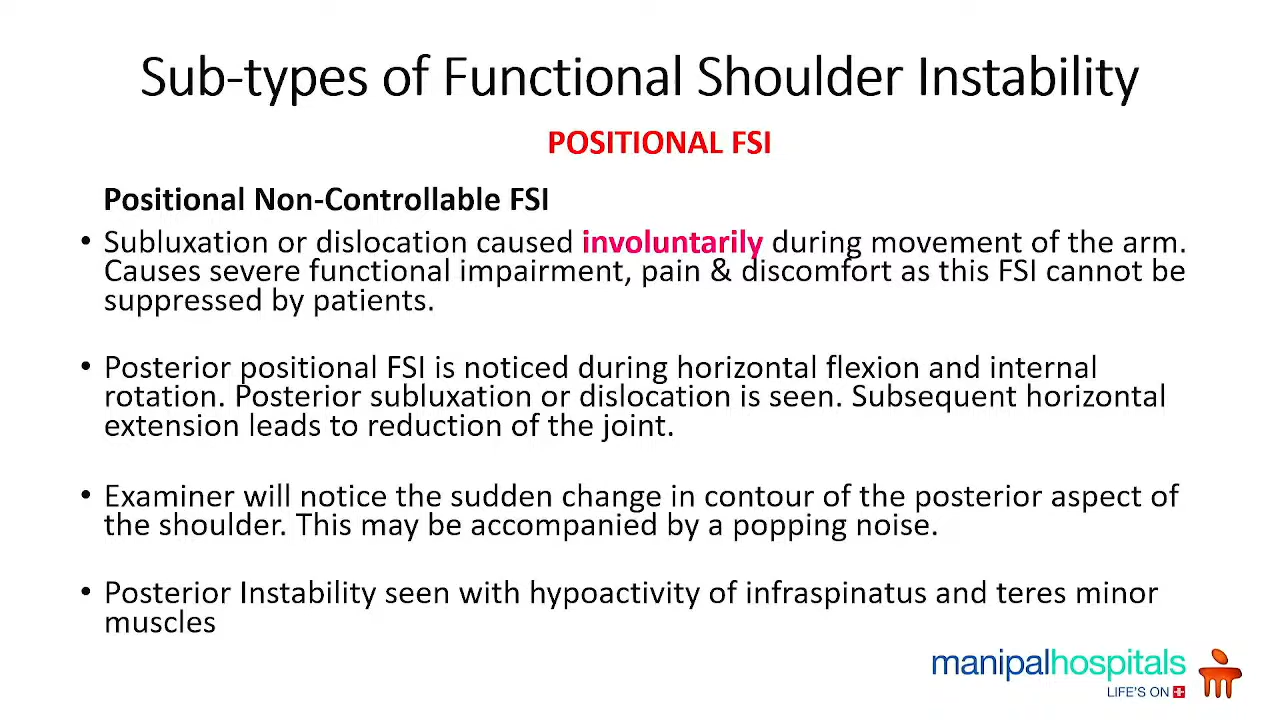 Sub-types of Functional Shoulder Instability
POSITIONAL FSI
Positional Non-Controllable FSI
• Subluxation or dislocation caused involuntarily during movement of the arm.
Causes severe functional impairment, pain & discomfort as this FSI cannot be
suppressed by patients.
• Posterior positional FSI is noticed during horizontal flexion and internal
rotation. Posterior subluxation or dislocation is seen. Subsequent horizontal
extension leads to reduction of the joint.
• Examiner will notice the sudden change in contour of the posterior aspect of
the shoulder. This may be accompanied by a popping noise.
• Posterior Instability seen with hypoactivity of infraspinatus and teres minor
muscles
manipalhospitals
LIFE'S ON